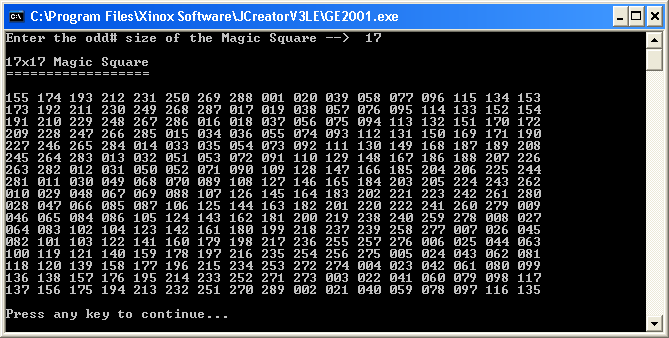 C:\Program Files\Xinox Software\JCreatorV3LE\GE2001.exe
Enter the odd# size of the Magic Square -->  17
17x17 Magic Square
==================
155 174 193 212 231 250 269 288 001 020 039 058 077 096 115 134 153
173 192 211 230 249 268 287 017 019 038 057 076 095 114 133 152 154
191 210 229 248 267 286 016 018 037 056 075 094 113 132 151 170 172
209 228 247 266 285 015 034 036 055 074 093 112 131 150 169 171 190
227 246 265 284 014 033 035 054 073 092 111 130 149 168 187 189 208
245 264 283 013 032 051 053 072 091 110 129 148 167 186 188 207 226
263 282 012 031 050 052 071 090 109 128 147 166 185 204 206 225 244
281 011 030 049 068 070 089 108 127 146 165 184 203 205 224 243 262
010 029 048 067 069 088 107 126 145 164 183 202 221 223 242 261 280
028 047 066 085 087 106 125 144 163 182 201 220 222 241 260 279 009
046 065 084 086 105 124 143 162 181 200 219 238 240 259 278 008 027
064 083 102 104 123 142 161 180 199 218 237 239 258 277 007 026 045
082 101 103 122 141 160 179 198 217 236 255 257 276 006 025 044 063
100 119 121 140 159 178 197 216 235 254 256 275 005 024 043 062 081
118 120 139 158 177 196 215 234 253 272 274 004 023 042 061 080 099
136 138 157 176 195 214 233 252 271 273 003 022 041 060 079 098 117
137 156 175 194 213 232 251 270 289 002 021 040 059 078 097 116 135
Press any key to continue...